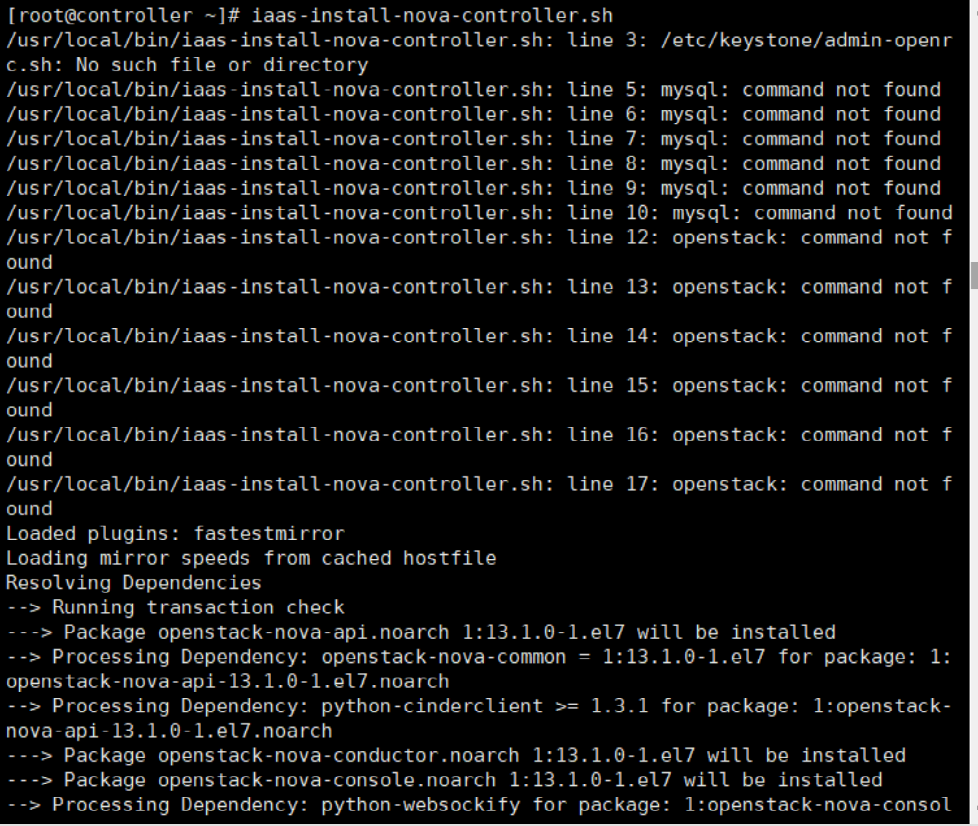 [root@controller ~]# iaas-install-nova-controller.sh
/usr/local/bin/iaas-install-nova-controller.sh: line 3: /etc/keystone/admin-openr
c.sh: No such file or directory
/usr/local/bin/iaas-install-nova-controller.sh: line 5: mysql: command not found
/usr/local/bin/iaas-install-nova-controller.sh: line 6: mysql: command not found
/usr/local/bin/iaas-install-nova-controller.sh: line 7: mysql: command not found
/usr/local/bin/iaas-install-nova-controller.sh: line 8: mysql: command not found
/usr/local/bin/iaas-install-nova-controller.sh: line 9: mysql: command not found
/usr/local/bin/iaas-install-nova-controller.sh: line 10: mysql: command not found
/usr/local/bin/iaas-install-nova-controller.sh: line 12: openstack: command not f
ound
/usr/local/bin/iaas-install-nova-controller.sh: line 13: openstack: command not f
ound
/usr/local/bin/iaas-install-nova-controller.sh: line 14: openstack: command not f
ound
/usr/local/bin/iaas-install-nova-controller.sh: line 15: openstack: command not f
ound
/usr/local/bin/iaas-install-nova-controller.sh: line 16: openstack: command not f
ound
/usr/local/bin/iaas-install-nova-controller.sh: line 17: openstack: command not f
ound
Loaded plugins: fastestmirror
Loading mirror speeds from cached hostfile
Resolving Dependencies
--> Running transaction check
---> Package openstack-nova-api.noarch 1:13.1.0-1.el7 will be installed
--> Processing Dependency: openstack-nova-common = 1:13.1.0-1.el7 for package: 1:
openstack-nova-api-13.1.0-1.el7.noarch
--> Processing Dependency: python-cinderclient >= 1.3.1 for package: 1:openstack-
nova-api-13.1.0-1.el7.noarch
---> Package openstack-nova-conductor.noarch 1:13.1.0-1.el7 will be installed
---> Package openstack-nova-console.noarch 1:13.1.0-1.el7 will be installed
--> Processing Dependency: python-websockify for package: 1:openstack-nova-consol